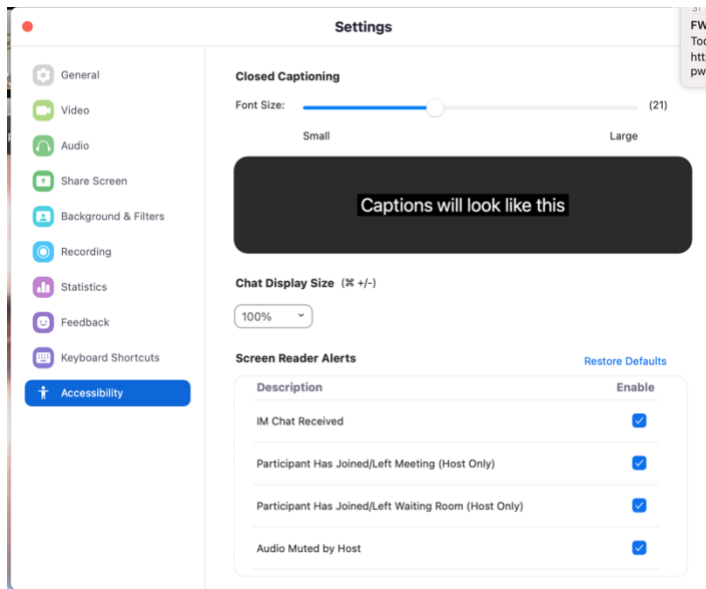 Settings
31
FW
Too
htt
pw
General
Video
Audio
Share Screen
Background & Filters
Recording
Statistics
Feedback
Keyboard Shortcuts
Accessibility
Closed Captioning
Font Size: (21)
Small Large
Captions will look like this
Chat Display Size (⌘ +/-)
100%
Screen Reader Alerts Restore Defaults
Description Enable
IM Chat Received
Participant Has Joined/Left Meeting (Host Only)
Participant Has Joined/Left Waiting Room (Host Only)
Audio Muted by Host